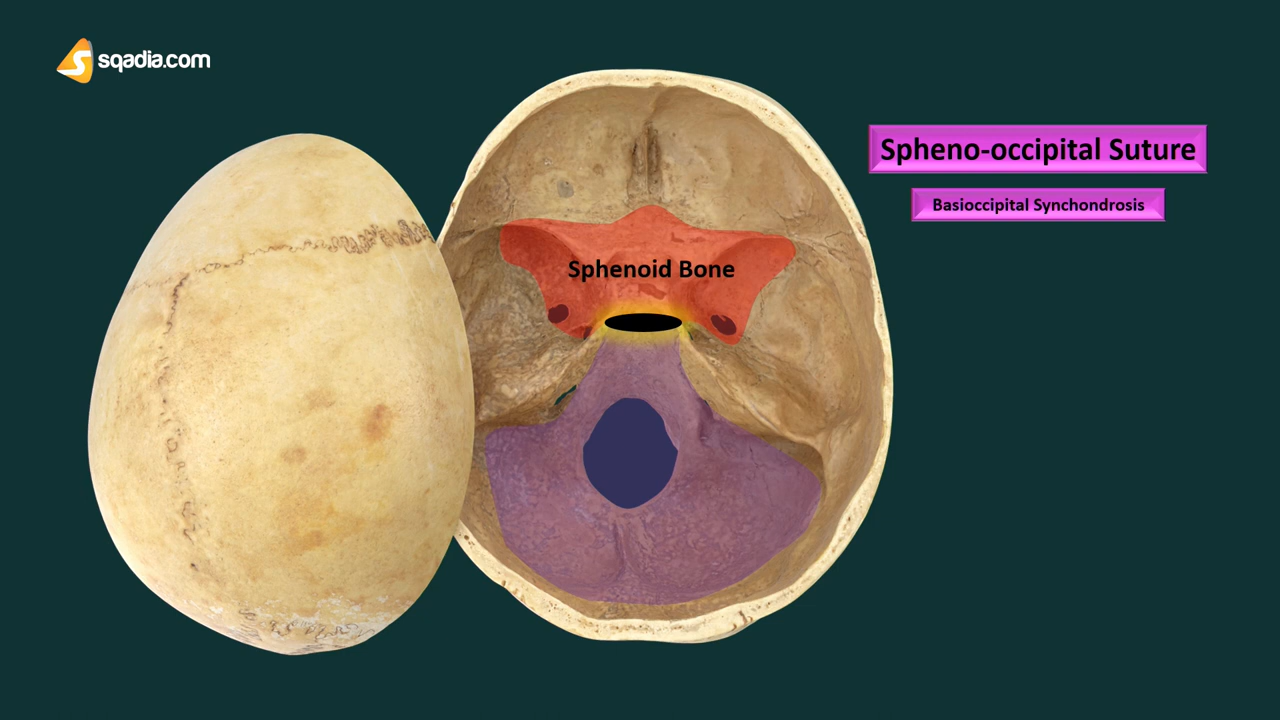 sqadia.com
Spheno-occipital Suture
Basioccipital Synchondrosis
Sphenoid Bone